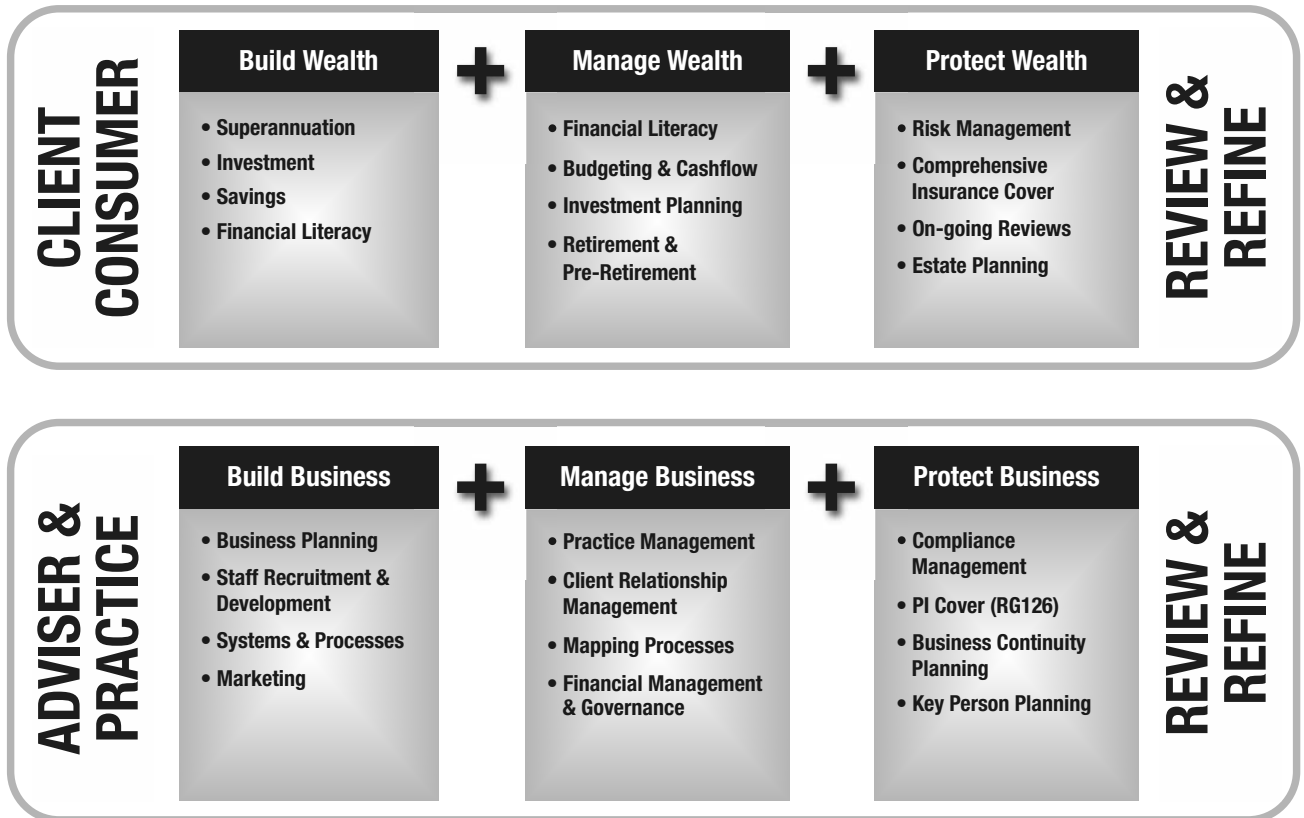 CLIENT
CONSUMER
Build Wealth
• Superannuation
• Investment
• Savings
• Financial Literacy
+
Manage Wealth
• Financial Literacy
• Budgeting & Cashflow
• Investment Planning
• Retirement &
Pre-Retirement
+
Protect Wealth
• Risk Management
• Comprehensive
Insurance Cover
• On-going Reviews
• Estate Planning
REVIEW &
REFINE
ADVISER &
PRACTICE
Build Business
• Business Planning
• Staff Recruitment &
Development
• Systems & Processes
• Marketing
+
Manage Business
• Practice Management
• Client Relationship
Management
• Mapping Processes
• Financial Management
& Governance
+
Protect Business
• Compliance
Management
• PI Cover (RG126)
• Business Continuity
Planning
• Key Person Planning
REVIEW &
REFINE